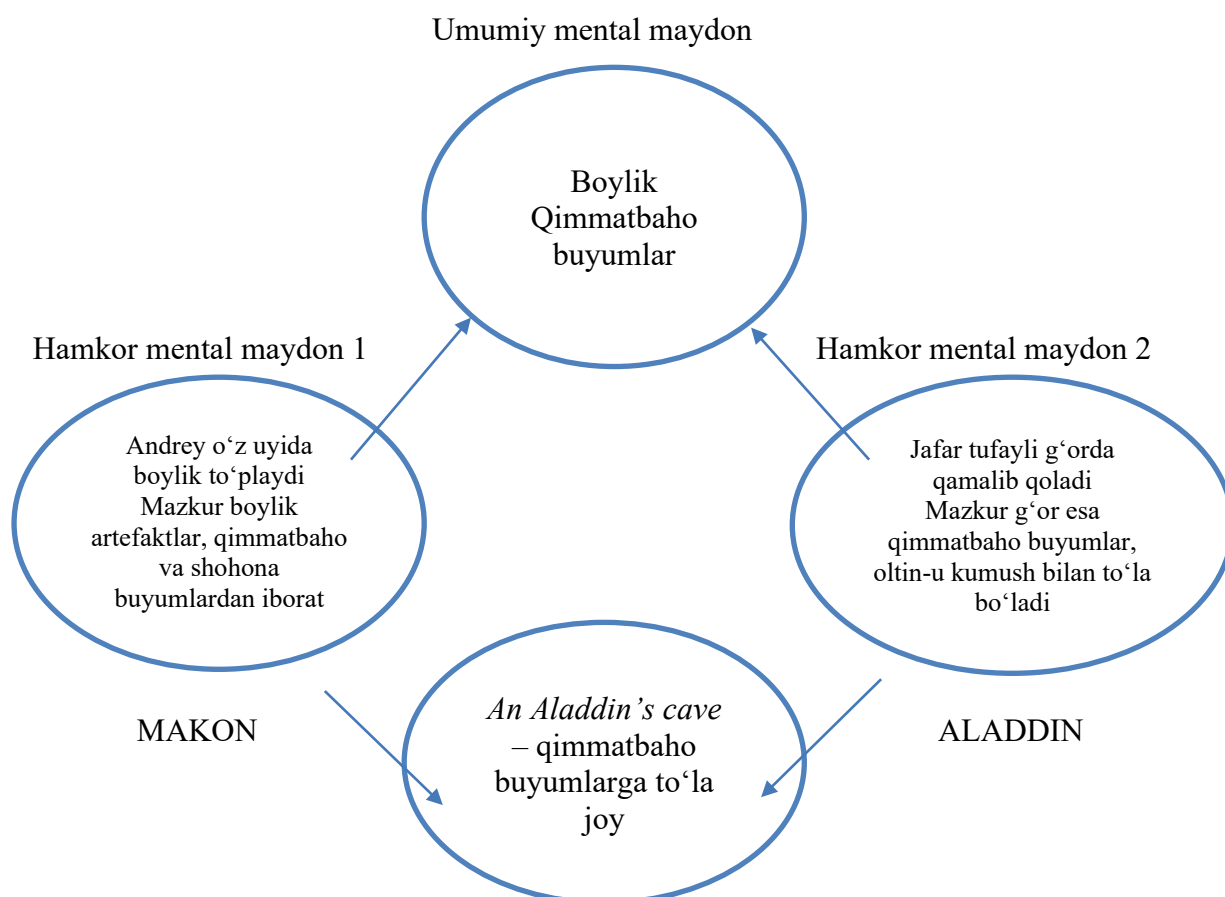 Umumiy mental maydon
Boylik
Qimmatbaho
buyumlar
Hamkor mental maydon 1
Hamkor mental maydon 2
Andrey o‘z uyida
boylik to‘playdi
Mazkur boylik
artefaktlar, qimmatbaho
va shohona
buyumlardan iborat
Jafar tufayli g‘orda
qamalib qoladi
Mazkur g‘or esa
qimmatbaho buyumlar,
oltin-u kumush bilan to‘la
bo‘ladi
MAKON
ALADDIN
An Aladdin’s cave
– qimmatbaho
buyumlarga to‘la
joy